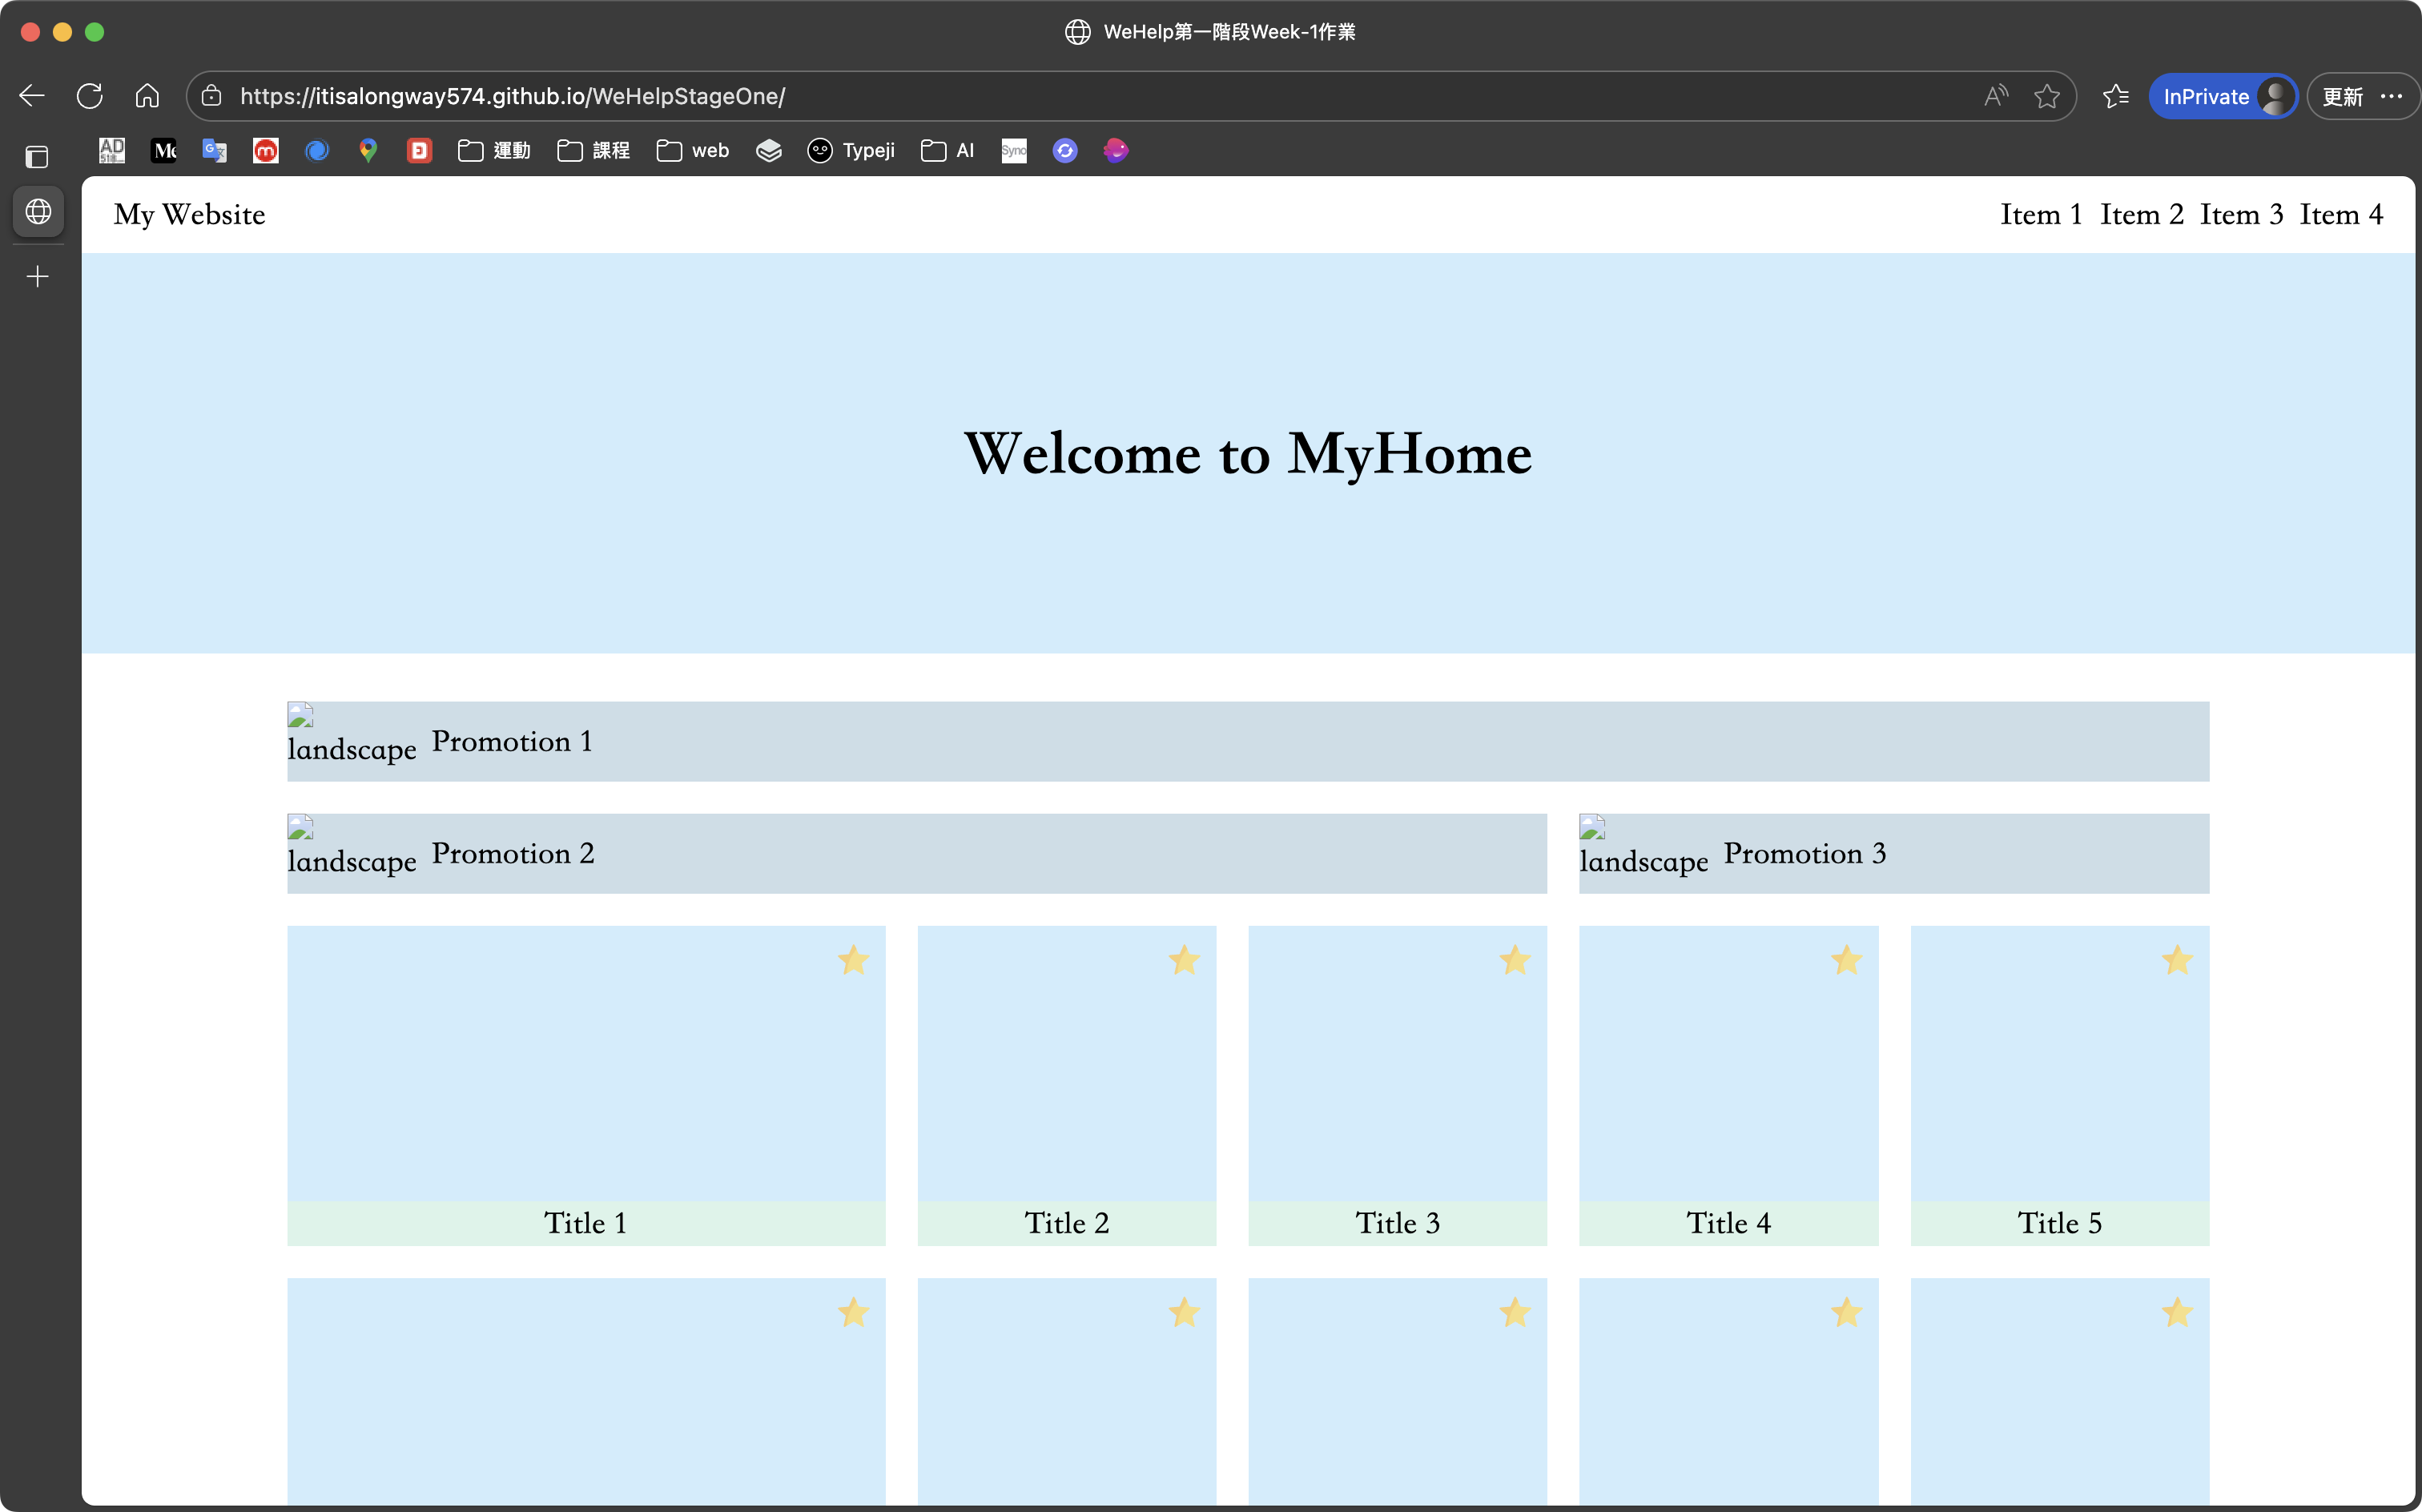 WeHelp第一階段Week-1作業
https://itisalongway574.github.io/WeHelpStageOne/
InPrivate
更新
AD
518
運動
課程
web
Typeji
AI
Syno
My Website
Item 1 Item 2 Item 3 Item 4
Welcome to MyHome
landscape Promotion 1
landscape Promotion 2
landscape Promotion 3
Title 1
Title 2
Title 3
Title 4
Title 5